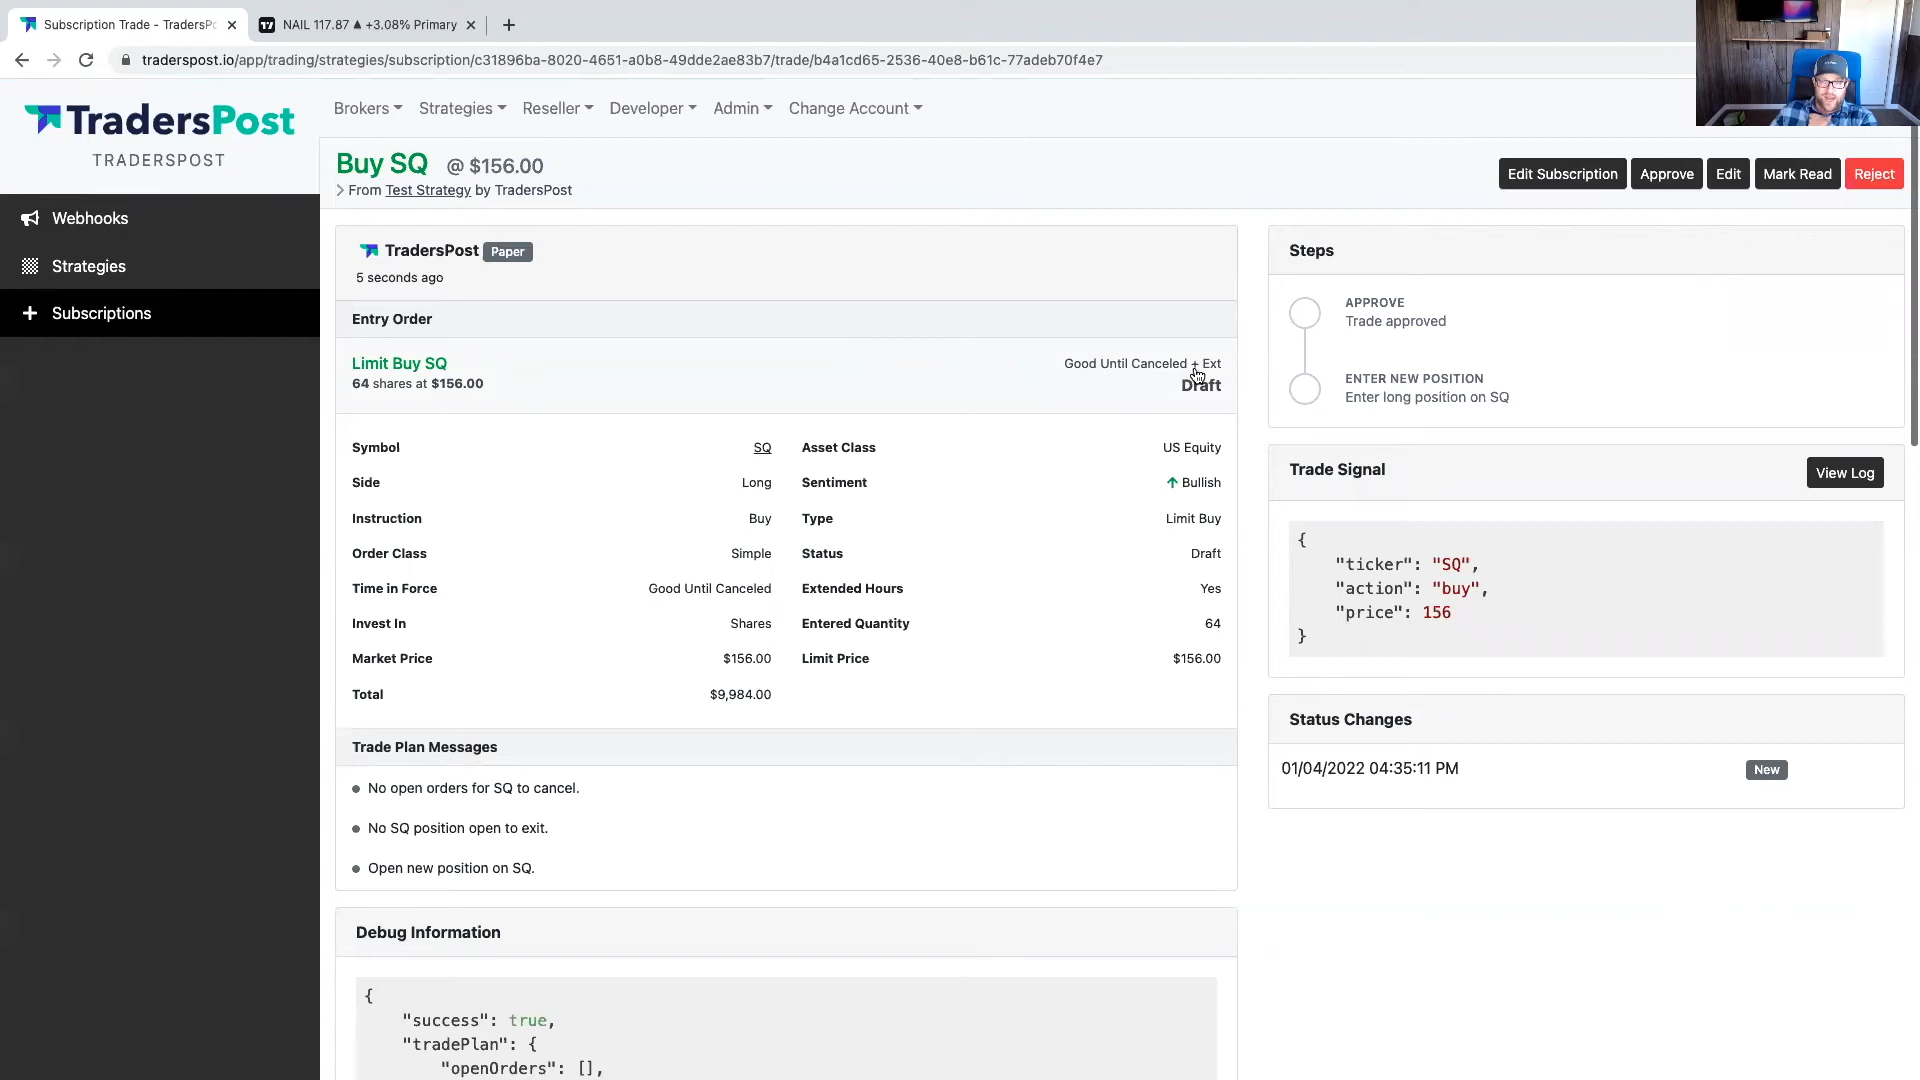 Subscription Trade - TradersPo
NAIL 117.87 ▲ +3.08% Primary
traderspost.io/app/trading/strategies/subscription/c31896ba-8020-4651-a0b8-49dde2ae83b7/trade/b4a1cd65-2536-40e8-b61c-77adeb70f4e7
TradersPost
TRADERSPOST
Brokers Strategies Reseller Developer Admin Change Account
Webhooks
Strategies
Subscriptions
Buy SQ @ $156.00
From Test Strategy by TradersPost
Edit Subscription Approve Edit Mark Read Reject
TradersPost Paper
5 seconds ago
Entry Order
Limit Buy SQ Good Until Canceled + Ext
64 shares at $156.00 Draft
Symbol SQ Asset Class US Equity
Side Long Sentiment Bullish
Instruction Buy Type Limit Buy
Order Class Simple Status Draft
Time in Force Good Until Canceled Extended Hours Yes
Invest In Shares Entered Quantity 64
Market Price $156.00 Limit Price $156.00
Total $9,984.00
Trade Plan Messages
No open orders for SQ to cancel.
No SQ position open to exit.
Open new position on SQ.
Debug Information
{
"success": true,
"tradePlan": {
"openOrders": [],
Steps
APPROVE
Trade approved
ENTER NEW POSITION
Enter long position on SQ
Trade Signal View Log
{
"ticker": "SQ",
"action": "buy",
"price": 156
}
Status Changes
01/04/2022 04:35:11 PM New